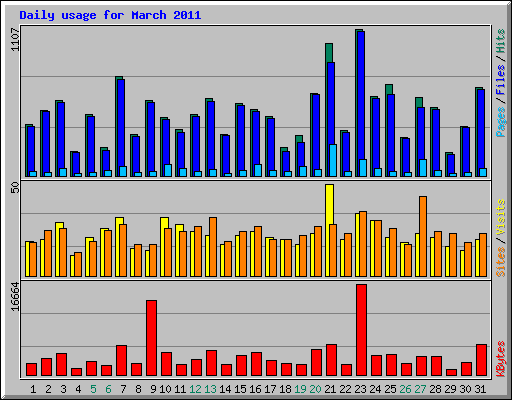 Daily usage for March 2011
1107
Pages / Files / Hits
50
Sites / Visits
16664
KBytes
1 2 3 4 5 6 7 8 9 10 11 12 13 14 15 16 17 18 19 20 21 22 23 24 25 26 27 28 29 30 31